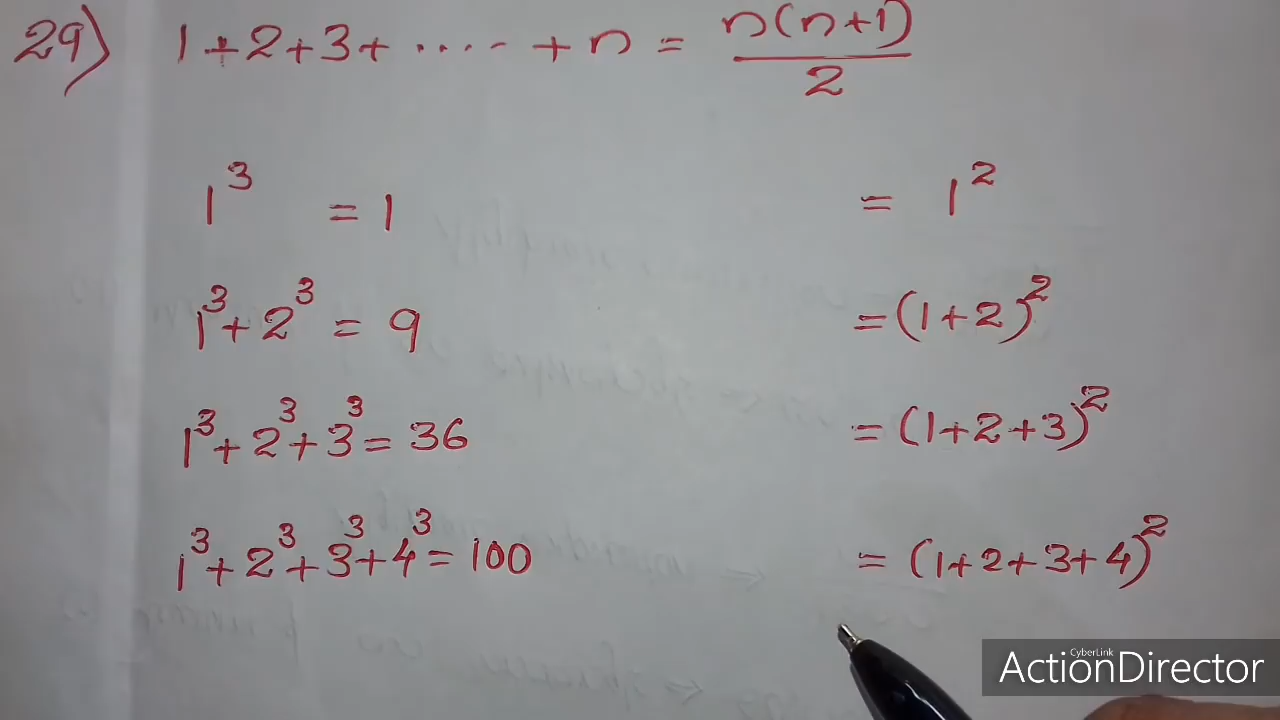 29) 1+2+3+ ..... +n = n(n+1)/2
1³ = 1 = 1²
1³+2³ = 9 =(1+2)²
1³+2³+3³ = 36 =(1+2+3)²
1³+2³+3³+4³ = 100 =(1+2+3+4)²
CyberLink
ActionDirector